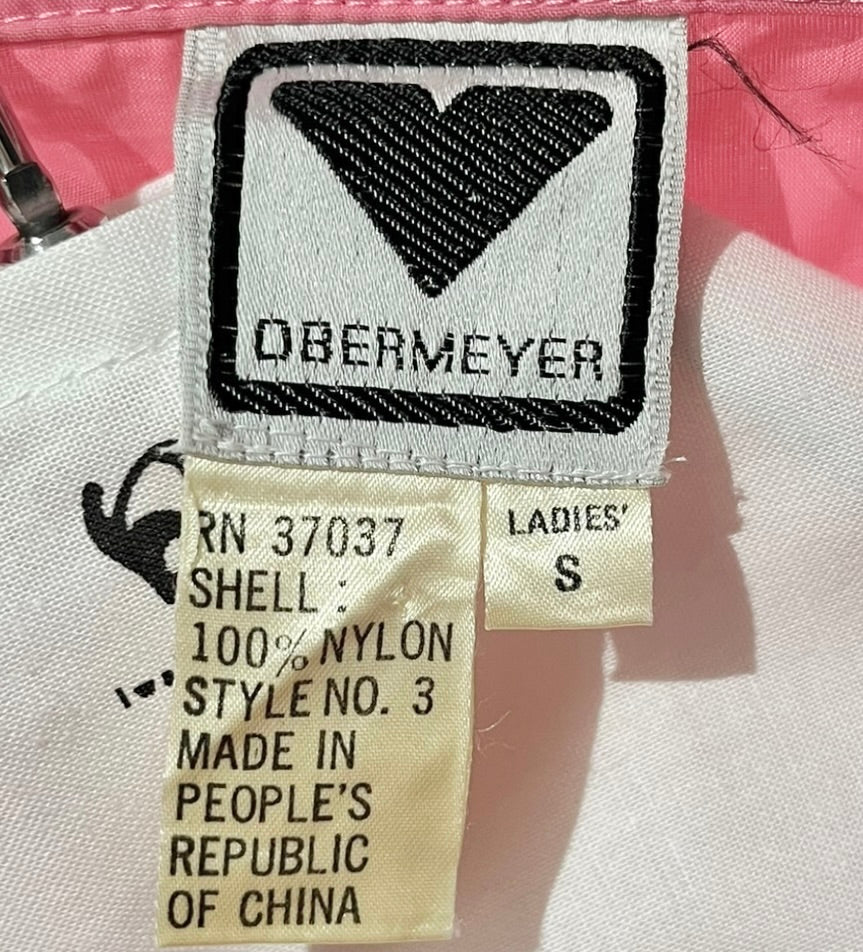 OBERMEYER
RN 37037
SHELL :
100% NYLON
STYLE NO. 3
MADE IN
PEOPLE'S
REPUBLIC
OF CHINA
LADIES'
S